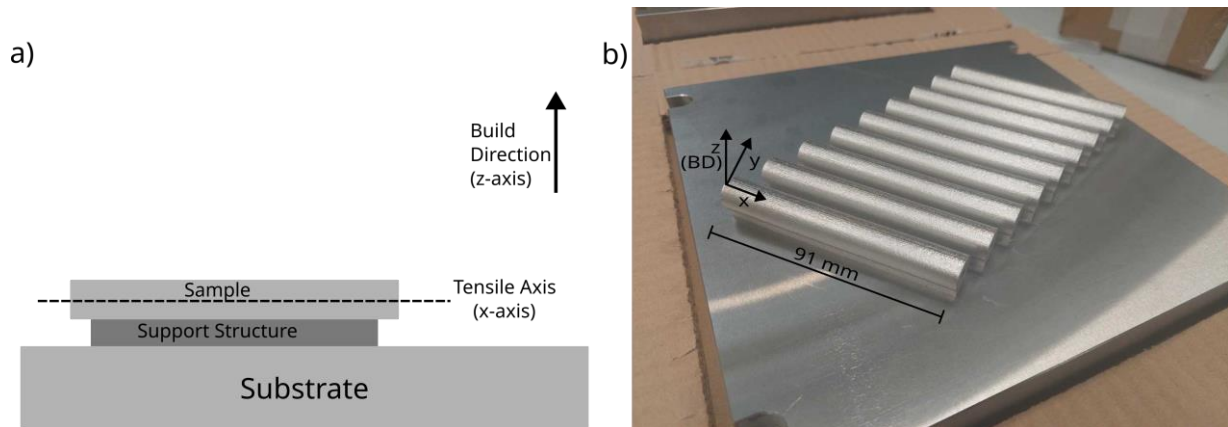 a)
Build
Direction
(z-axis)
Sample
Tensile Axis
(x-axis)
Support Structure
Substrate
b)
z
(BD)
y
x
91 mm